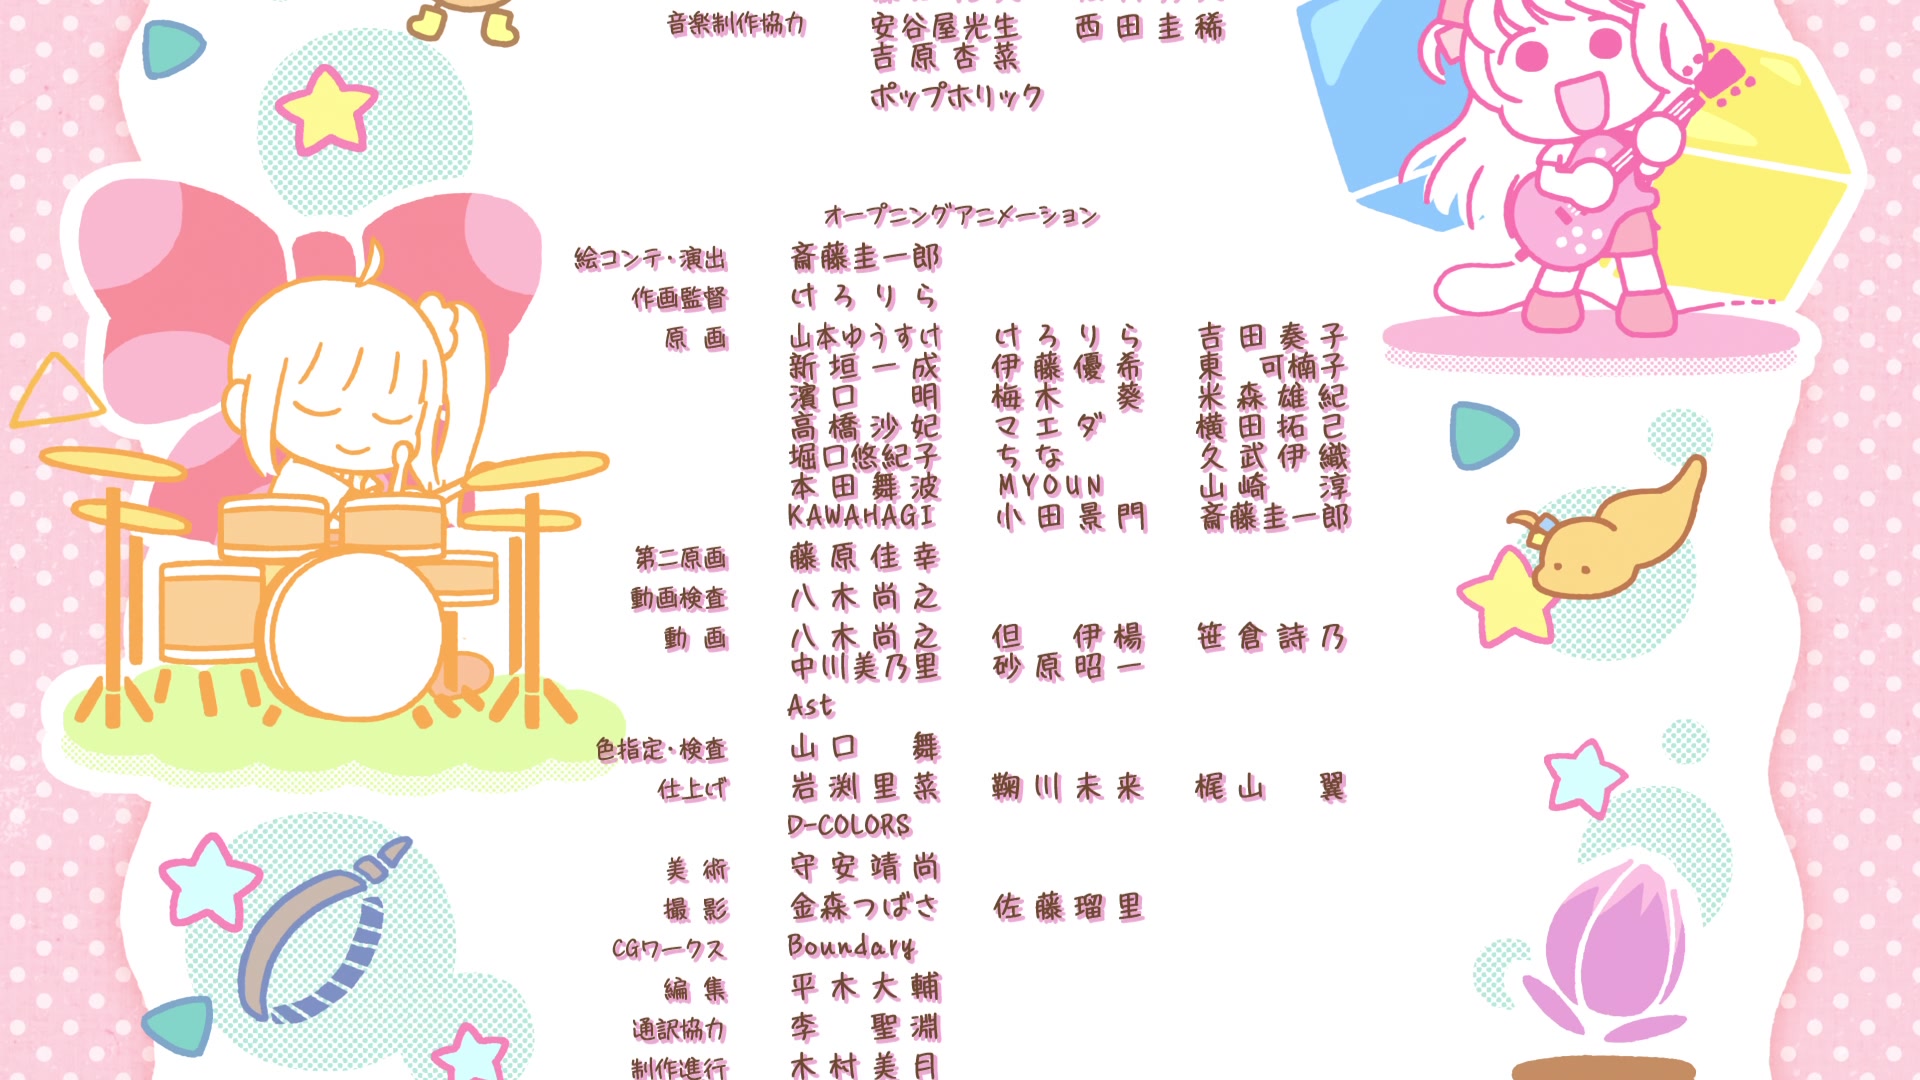 音楽制作協力 安谷屋光生 西田圭稀
吉原杏菜
ポップホリック
オープニングアニメーション
絵コンテ・演出 斎藤圭一郎
作画監督 けろりら
原画 山本ゆうすけ けろりら 吉田奏子
新垣一成 伊藤優希 東 可楠子
濱口 明 梅木 葵 米森雄紀
高橋沙妃 マエダ 横田拓己
堀口悠紀子 ちな 久武伊織
本田舞波 MYOUN 山崎 淳
KAWAHAGI 小田景門 斎藤圭一郎
第二原画 藤原佳幸
動画検査 八木尚之
動画 八木尚之 但 伊楊 笹倉詩乃
中川美乃里 砂原昭一
Ast
色指定・検査 山口 舞
仕上げ 岩渕里菜 鞠川未来 梶山 翼
D-COLORS
美術 守安靖尚
撮影 金森つばさ 佐藤瑠里
CGワークス Boundary
編集 平木大輔
通訳協力 李 聖淵
制作進行 木村美月